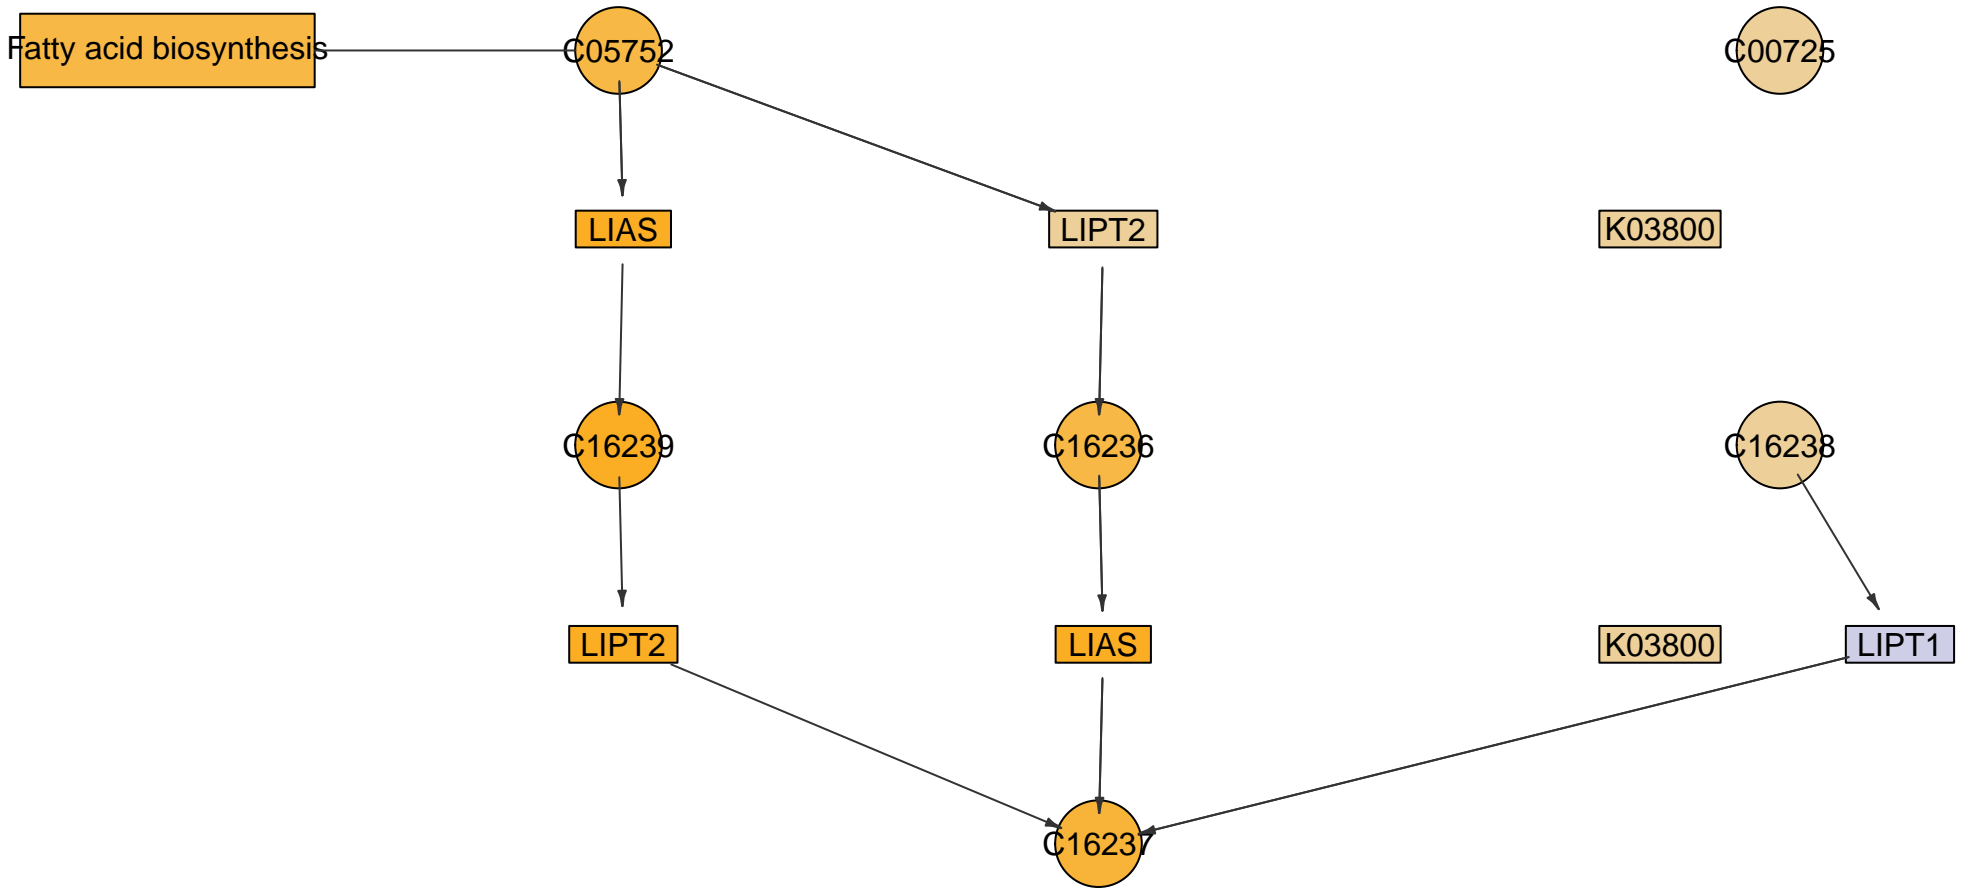 Fatty acid biosynthesis
C05752
C00725
LIAS
LIPT2
K03800
C16239
C16236
C16238
LIPT2
LIAS
K03800
LIPT1
C16237